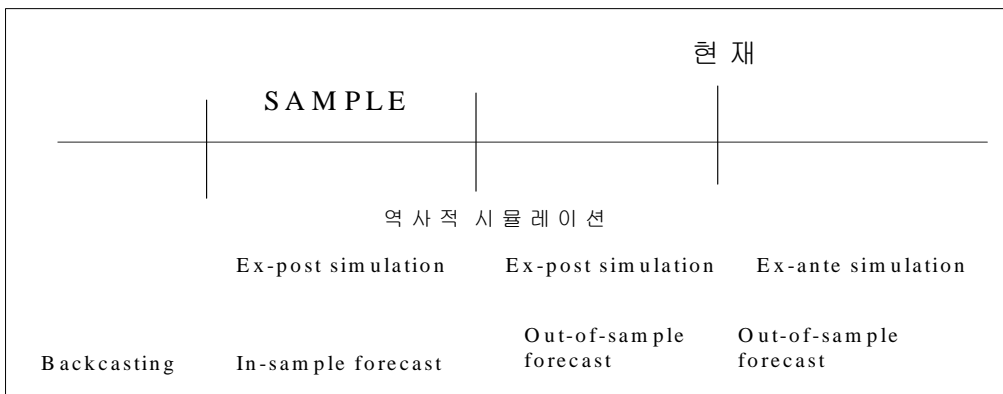 현재
SAMPLE
역사적 시뮬레이션
Ex-post simulation Ex-post simulation Ex-ante simulation
Backcasting In-sample forecast Out-of-sample forecast Out-of-sample forecast